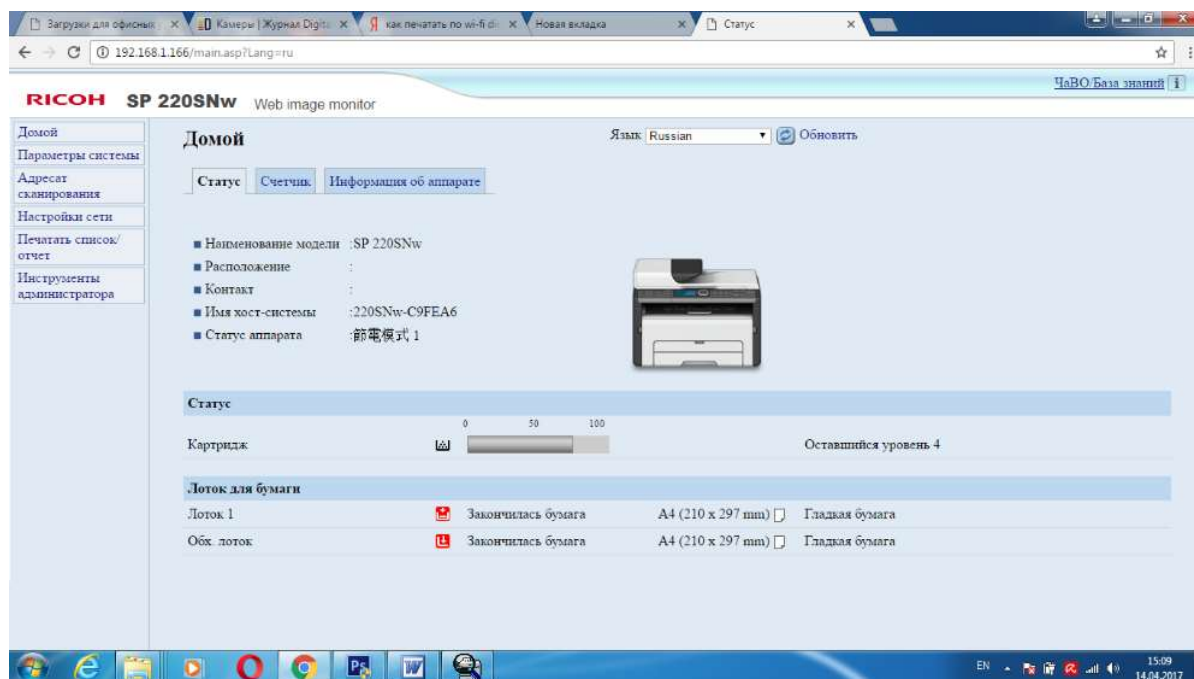 Загрузки для офисных
Камеры | Журнал Digita
как печатать по wi-fi di
Новая вкладка
Статус
192.168.1.166/main.asp?Lang=ru
ЧаВО/База знаний i
RICOH SP 220SNw Web image monitor
Домой
Параметры системы
Адресат
сканирования
Настройки сети
Печатать список/
отчет
Инструменты
администратора
Домой
Язык Russian Обновить
Статус Счетчик Информация об аппарате
Наименование модели :SP 220SNw
Расположение :
Контакт :
Имя хост-системы :220SNw-C9FEA6
Статус аппарата :節電模式 1
Статус
0 50 100
Картридж Оставшийся уровень 4
Лоток для бумаги
Лоток 1 Закончилась бумага A4 (210 x 297 mm) Гладкая бумага
Обх. лоток Закончилась бумага A4 (210 x 297 mm) Гладкая бумага
Ps W EN 15:09
14.04.2017